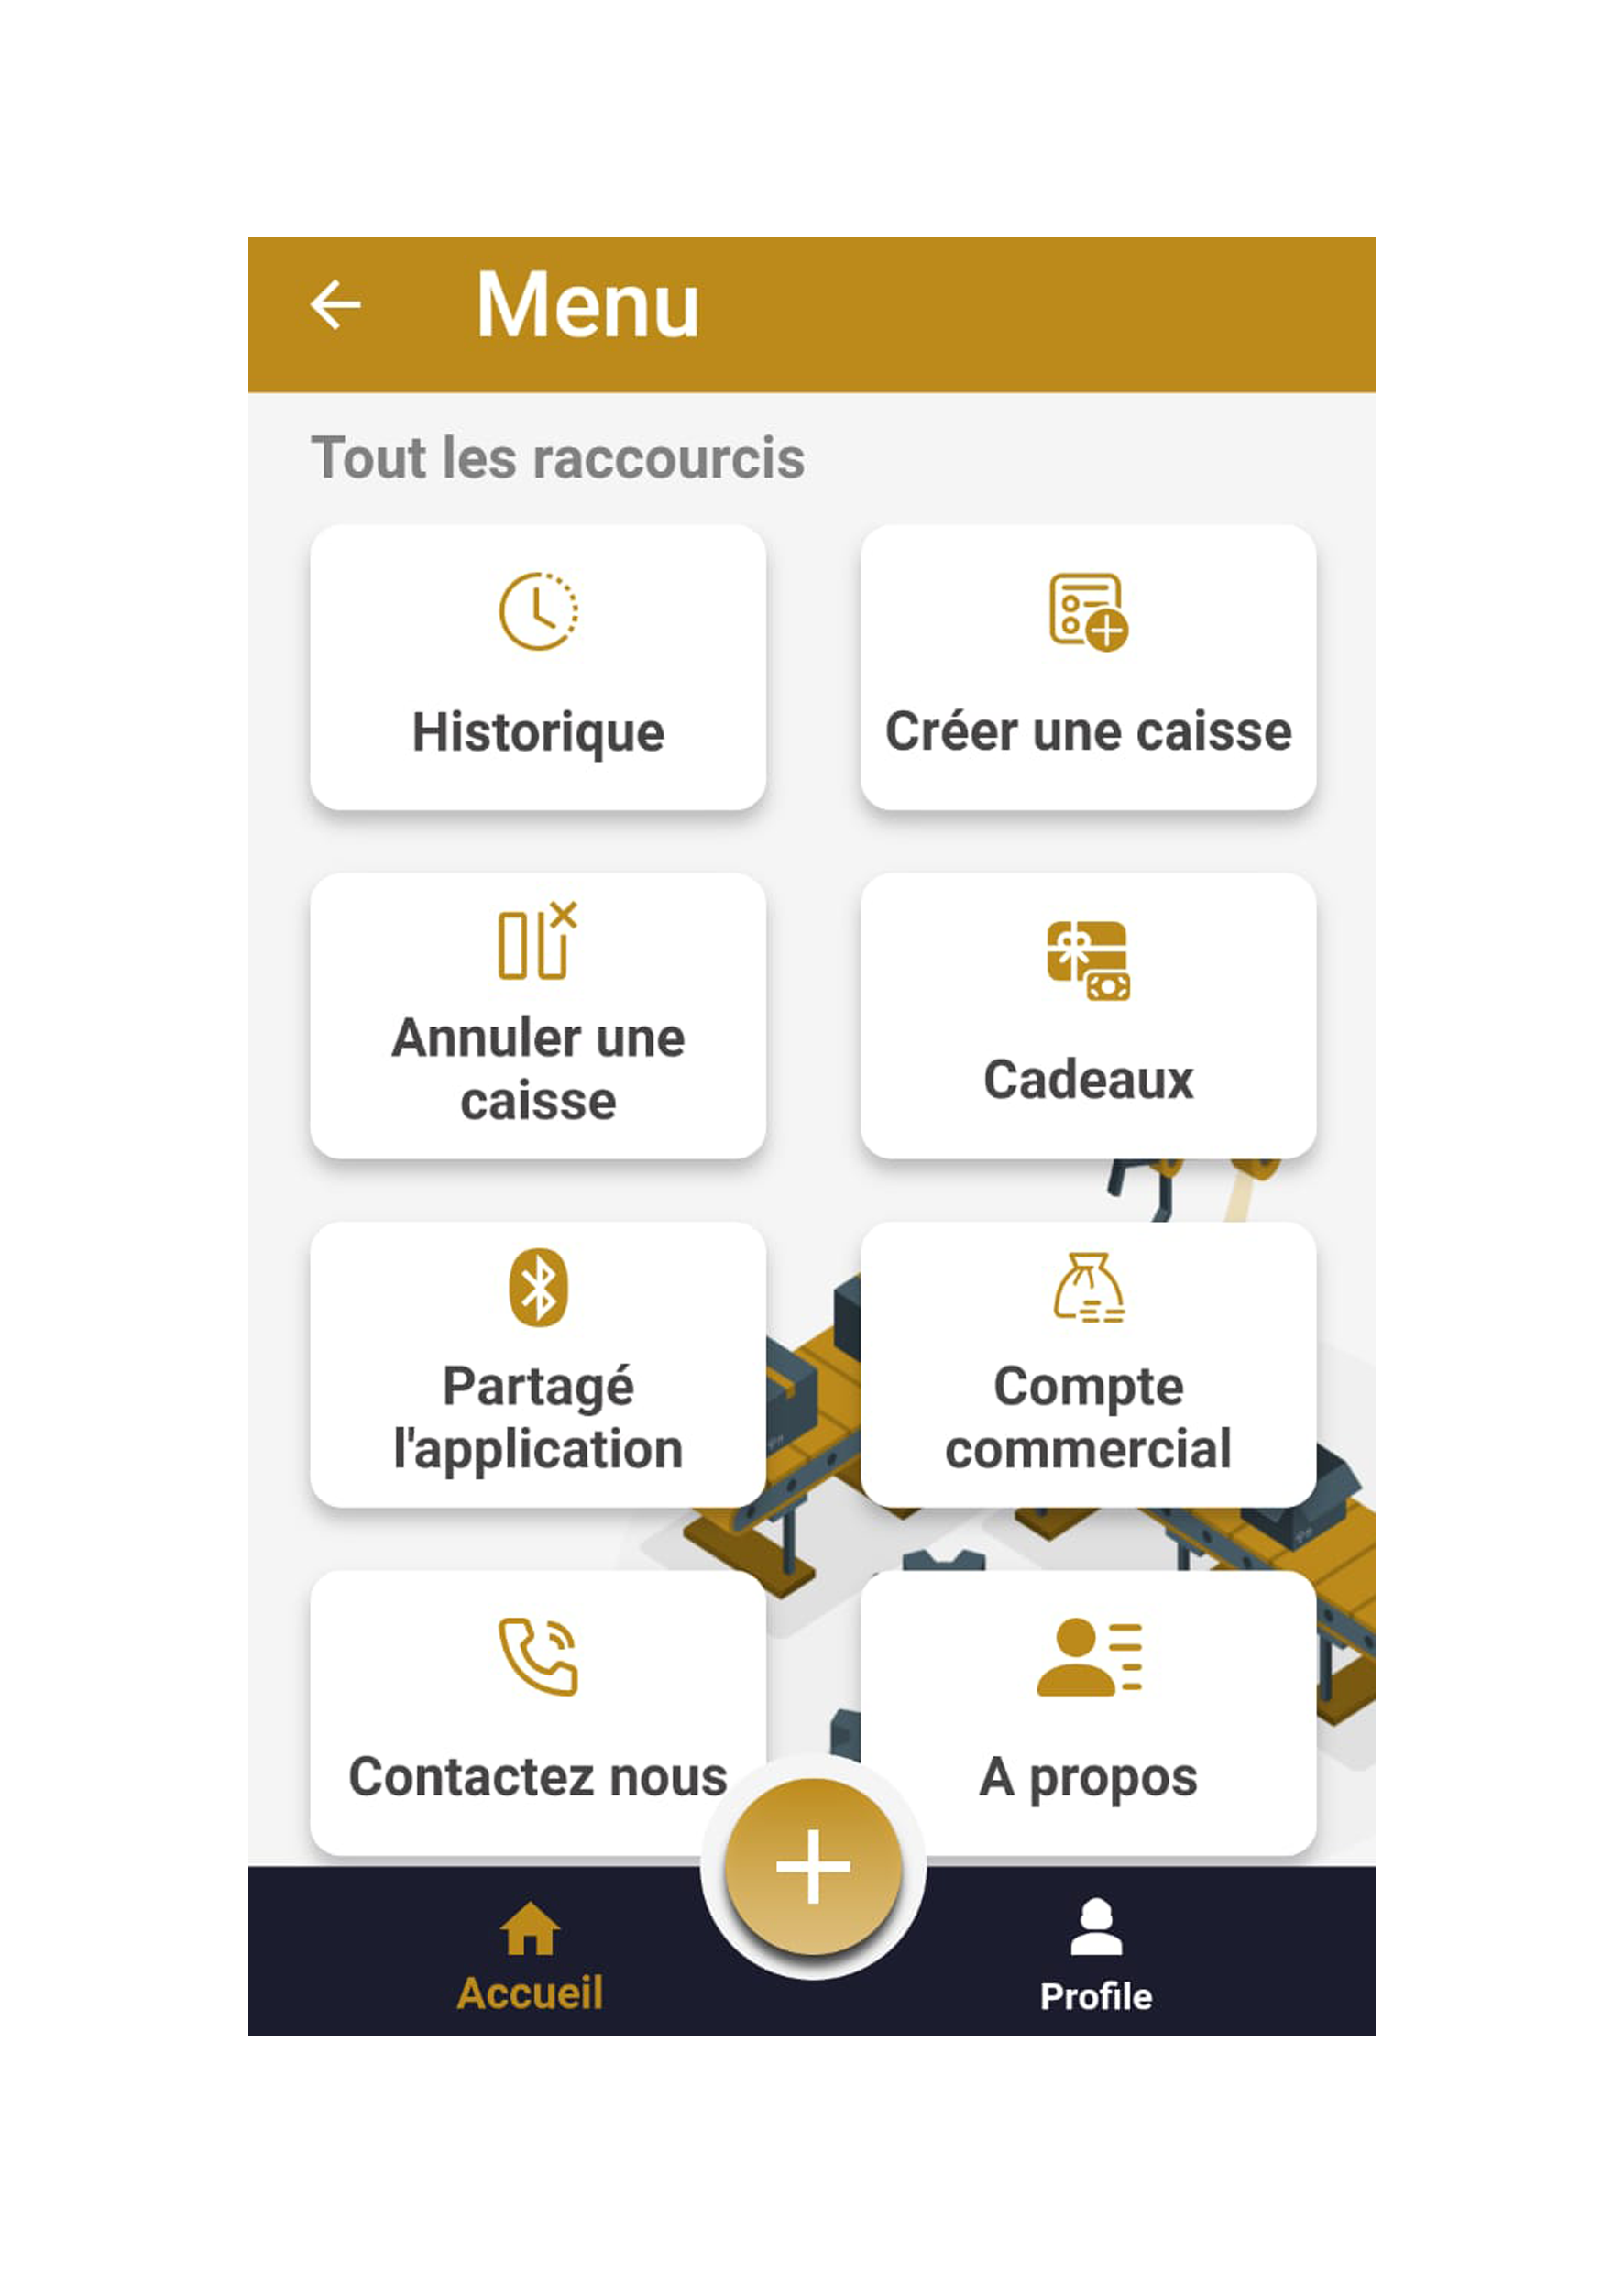 Menu
Tout les raccourcis
Historique
Créer une caisse
Annuler une
caisse
Cadeaux
Partagé
l'application
Compte
commercial
Contactez nous
A propos
Accueil
Profile